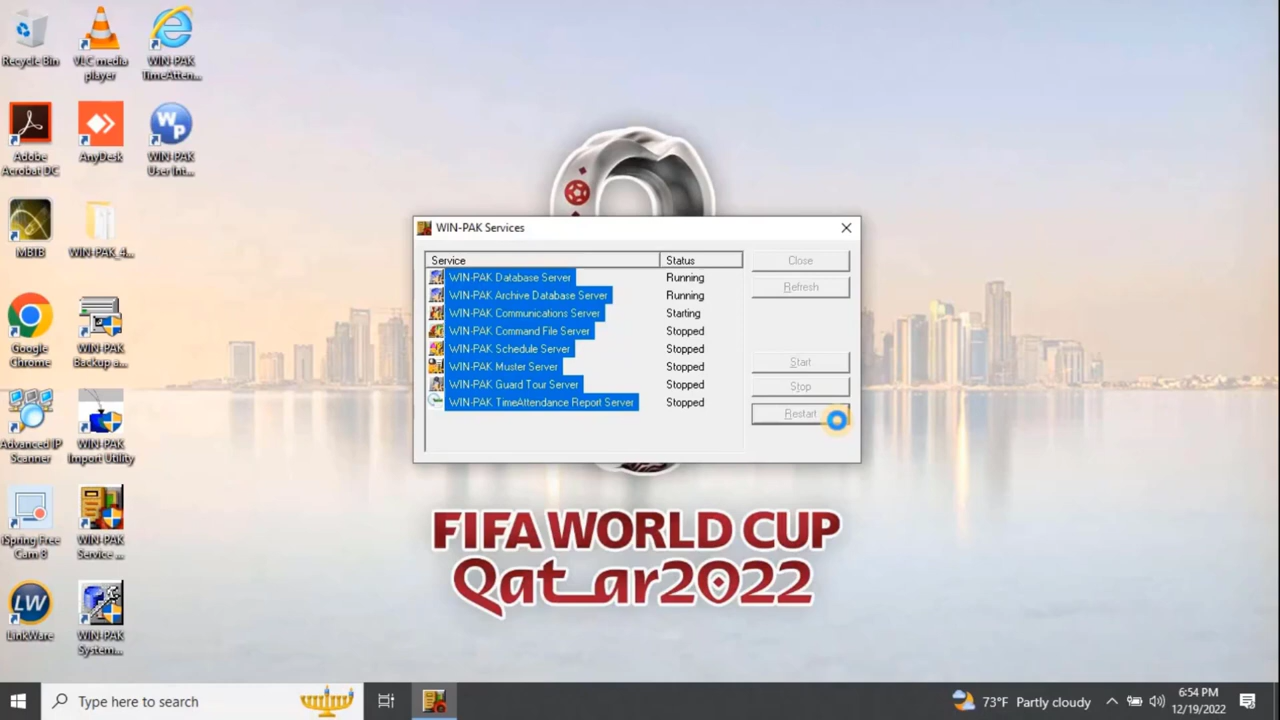 Recycle Bin
VLC media
player
WIN-PAK
TimeAtten...
Adobe
Acrobat DC
AnyDesk
WIN-PAK
User Int...
MB1B
WIN-PAK_4...
Google
Chrome
WIN-PAK
Backup a...
Advanced IP
Scanner
WIN-PAK
Import Utility
iSpring Free
Cam 8
WIN-PAK
Service ...
LW
LinkWare
WIN-PAK
System...
WIN-PAK Services
Service Status
WIN-PAK Database Server Running
WIN-PAK Archive Database Server Running
WIN-PAK Communications Server Starting
WIN-PAK Command File Server Stopped
WIN-PAK Schedule Server Stopped
WIN-PAK Muster Server Stopped
WIN-PAK Guard Tour Server Stopped
WIN-PAK TimeAttendance Report Server Stopped
Close
Refresh
Start
Stop
Restart
FIFA WORLD CUP
Qatar2022
Type here to search
73°F Partly cloudy
6:54 PM
12/19/2022